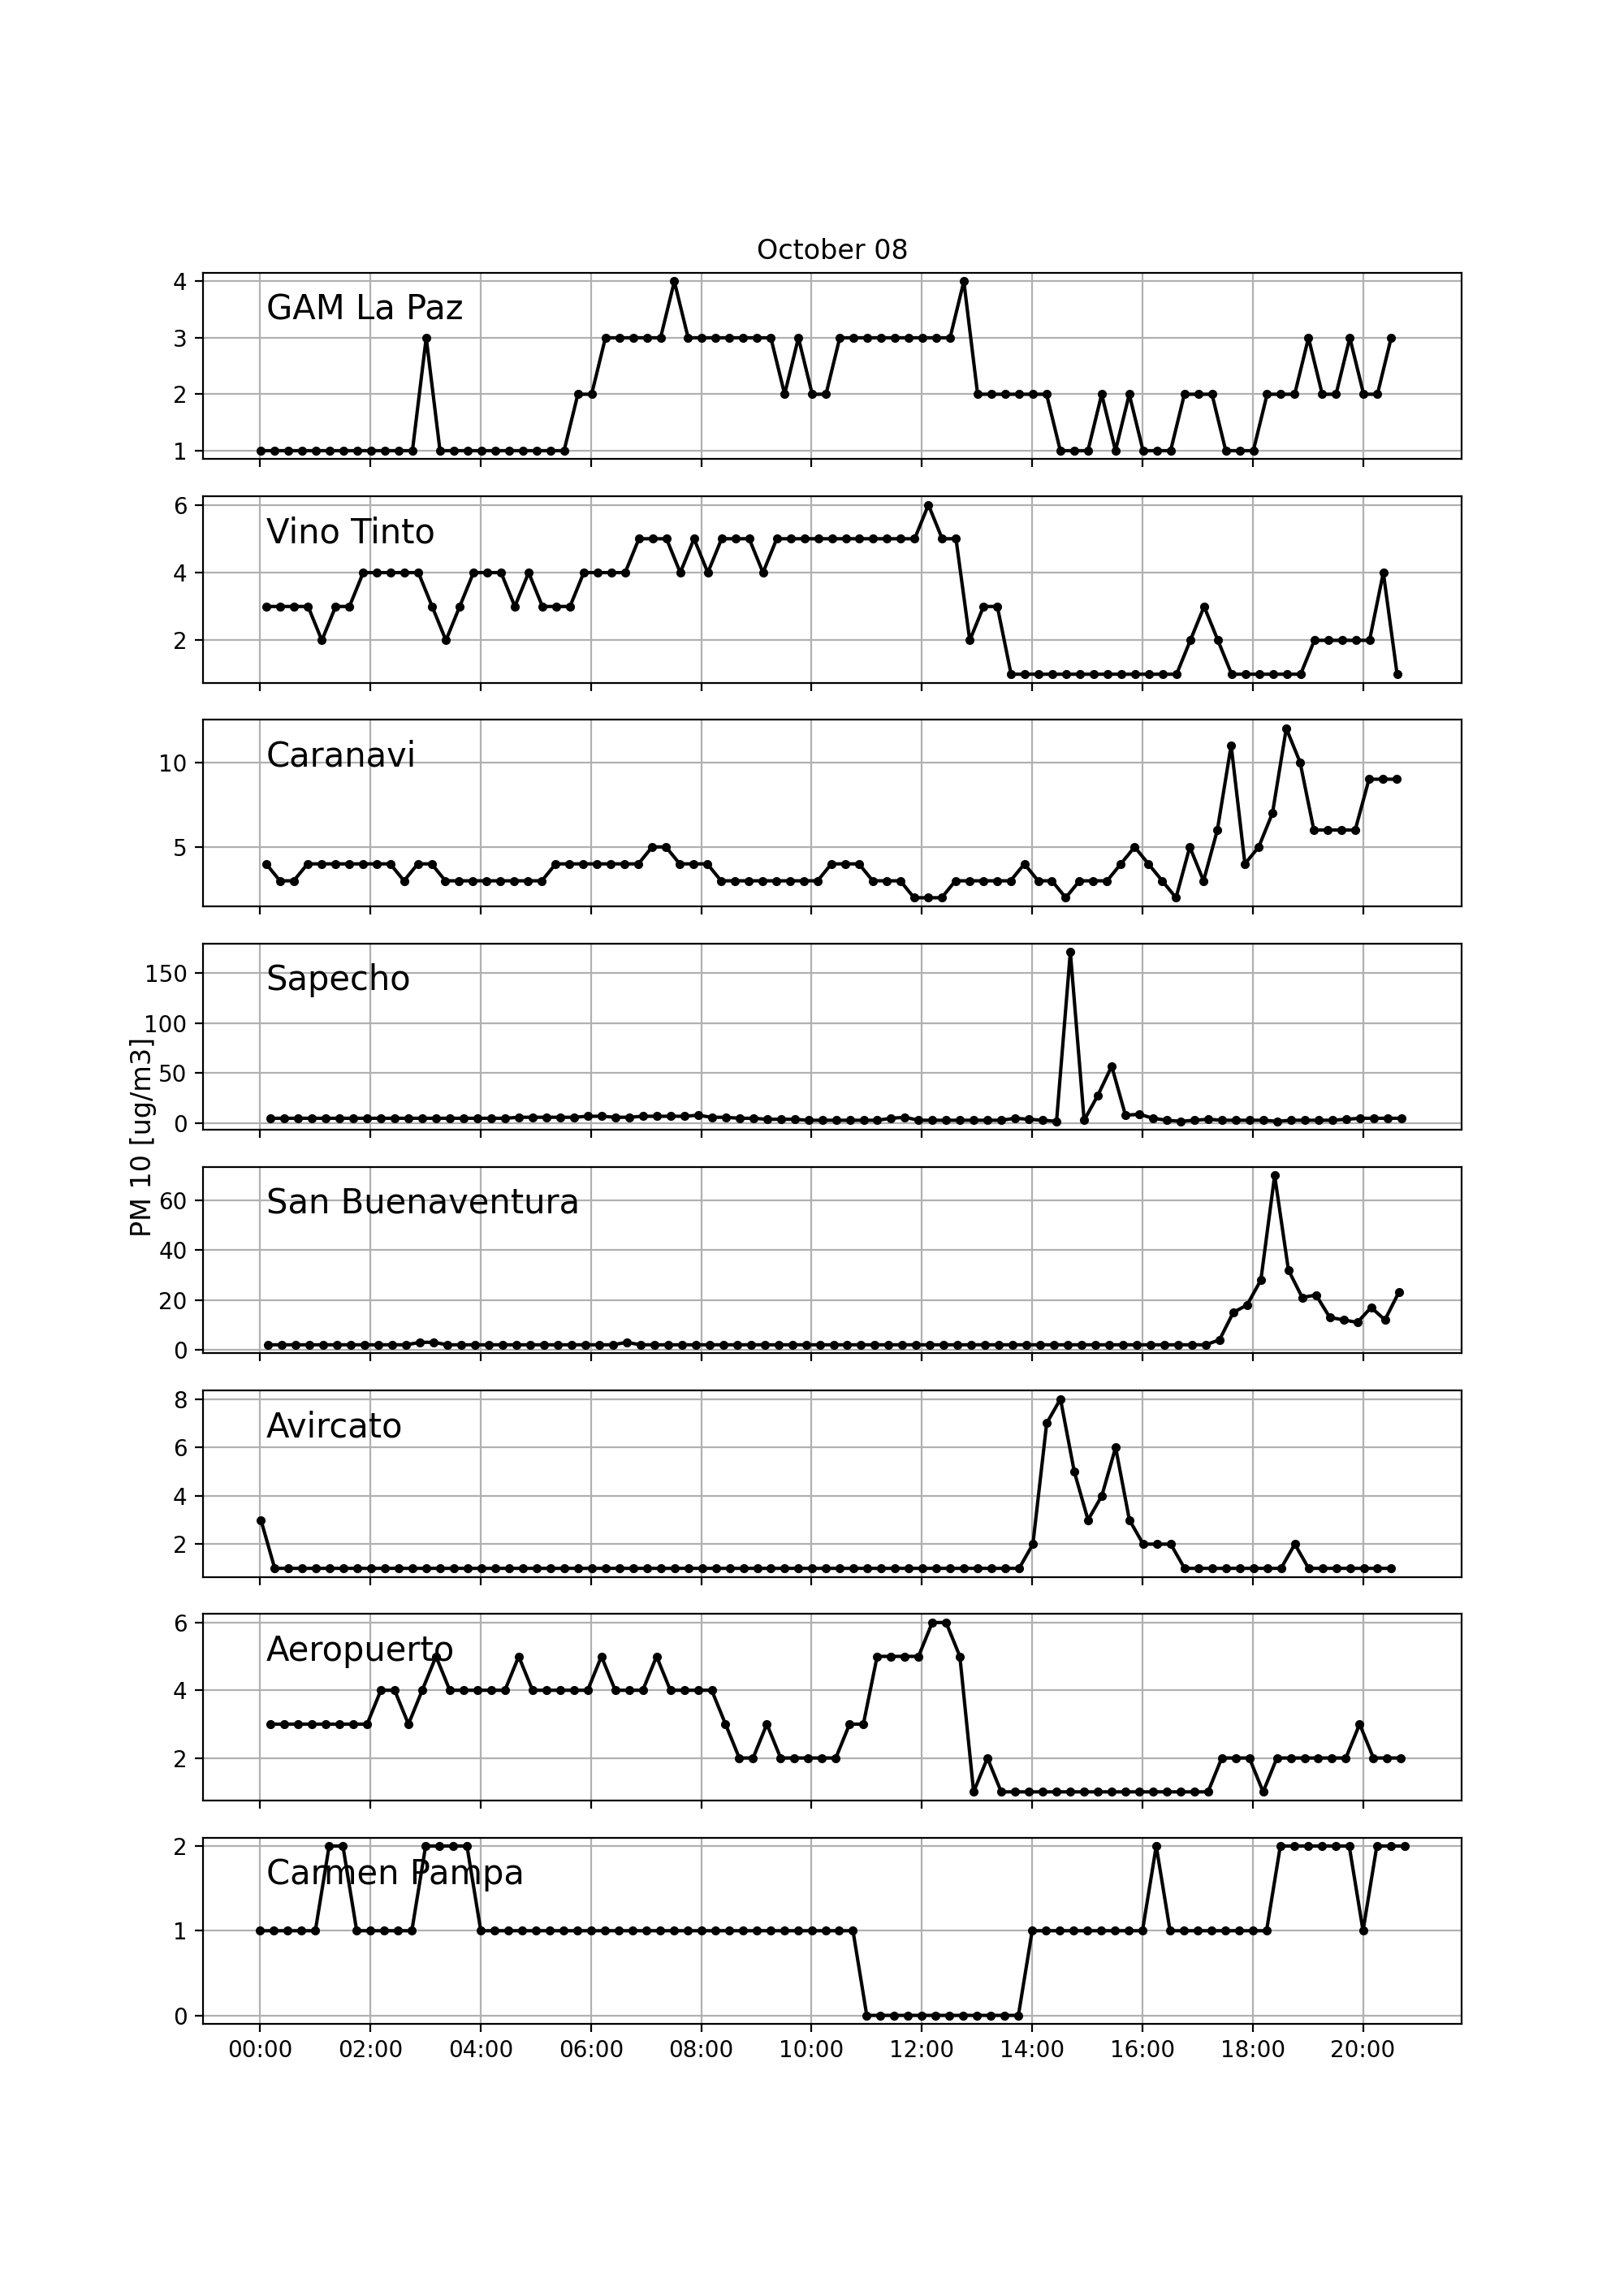 October 08
GAM La Paz
4
3
2
1
Vino Tinto
6
4
2
Caranavi
10
5
Sapecho
150
100
50
0
PM 10 [ug/m3]
San Buenaventura
60
40
20
0
Avircato
8
6
4
2
Aeropuerto
6
4
2
Carmen Pampa
2
1
0
00:00 02:00 04:00 06:00 08:00 10:00 12:00 14:00 16:00 18:00 20:00